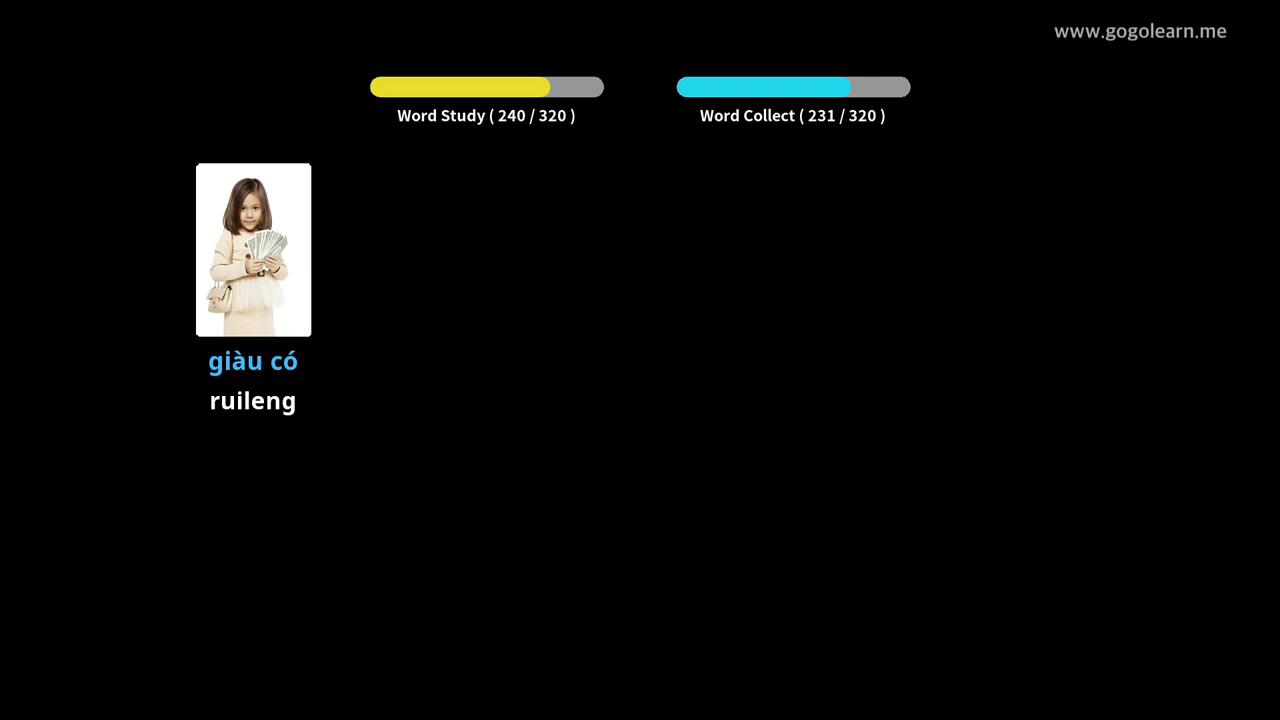 www.gogolearn.me
Word Study ( 240 / 320 )
Word Collect ( 231 / 320 )
giàu có
ruileng